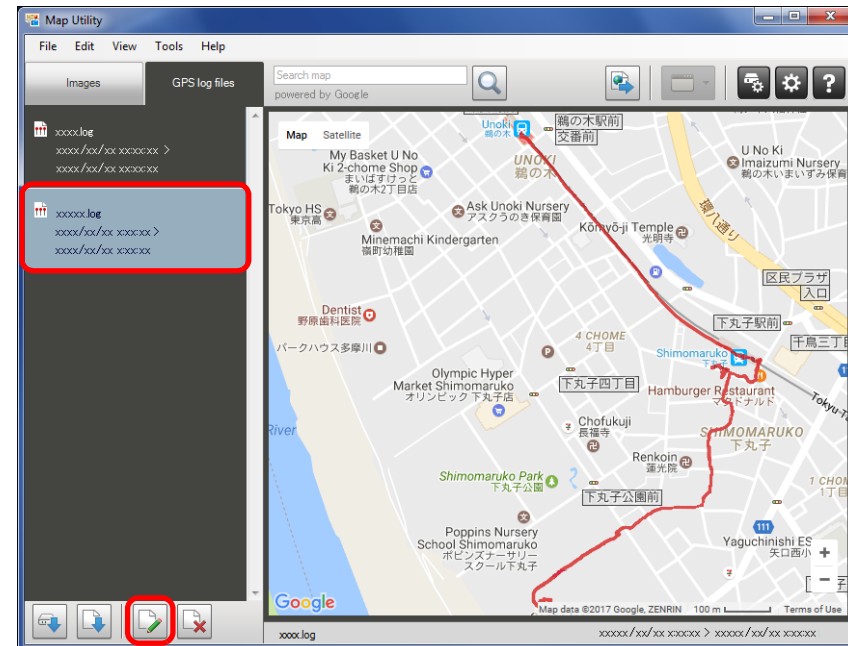 Map Utility
File Edit View Tools Help
Images
GPS log files
Search map
powered by Google
xxxx.log
xxxx/xx/xx xx:xx:xx >
xxxx/xx/xx xx:xx:xx
xxxxx.log
xxxx/xx/xx xx:xx:xx >
xxxx/xx/xx xx:xx:xx
Map
Satellite
Unoki
鵜の木
鵜の木駅前
交番前
My Basket U No
Ki 2-chome Shop
まいばすけっと
鵜の木2丁目店
UNOKI
鵜の木
U No Ki
Imaizumi Nursery
鵜の木いまいずみ保育
環八通り
Tokyo HS
東京高
Ask Unoki Nursery
アスクうのき保育園
Kōmyō-ji Temple
光明寺
Minemachi Kindergarten
嶺町幼稚園
区民プラザ
入口
Dentist
野原歯科医院
下丸子駅前
千鳥三丁目
パークハウス多摩川
4 CHOME
4丁目
Shimomaruko
下丸子
Olympic Hyper
Market Shimomaruko
オリンピック 下丸子店
下丸子四丁目
Hamburger Restaurant
マクドナルド
Tokyu-Ta
River
Chofukuji
長福寺
SHIMOMARUKO
下丸子
Renkoin
蓮光院
Shimomaruko Park
下丸子公園
下丸子公園前
1 CHOM
1丁目
111
Poppins Nursery
School Shimomaruko
ポピンズナーサリー
スクール下丸子
Yaguchinishi ES
矢口西小
Google
Map data ©2017 Google, ZENRIN
100 m
Terms of Use
xxxx.log
xxxxx/xx/xx xx:xx:xx > xxxxx/xx/xx xx:xx:xx